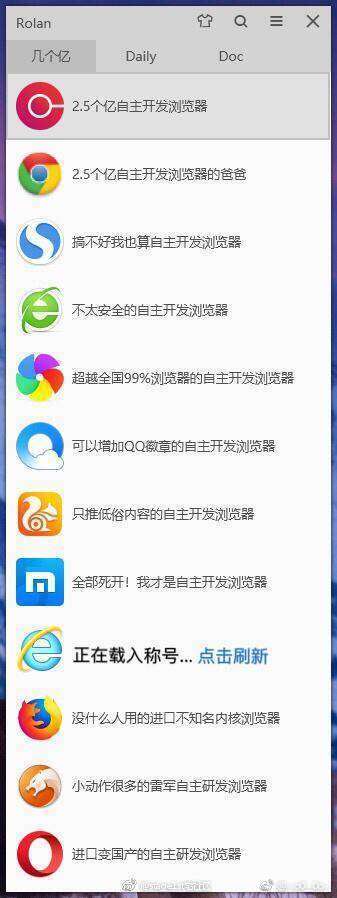 Rolan
几个亿 Daily Doc
2.5个亿自主开发浏览器
2.5个亿自主开发浏览器的爸爸
搞不好我也算自主开发浏览器
不太安全的自主开发浏览器
超越全国99%浏览器的自主开发浏览器
可以增加QQ徽章的自主开发浏览器
只推低俗内容的自主开发浏览器
全部死开！我才是自主开发浏览器
正在载入称号... 点击刷新
没什么人用的进口不知名内核浏览器
小动作很多的雷军自主研发浏览器
进口变国产的自主研发浏览器